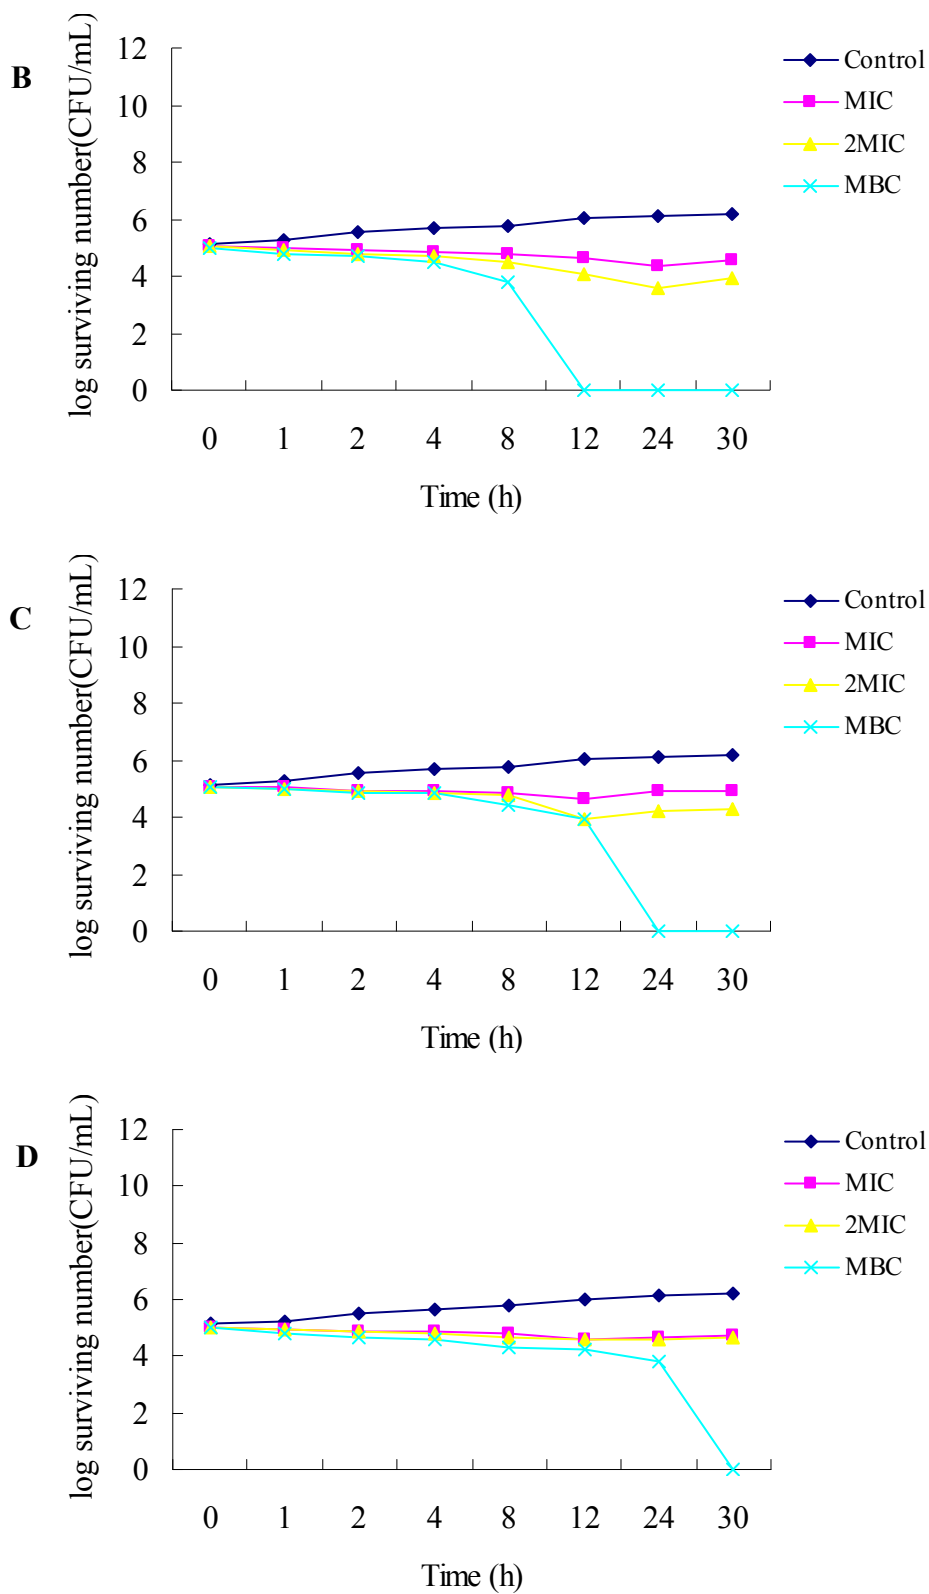 B
log surviving number(CFU/mL)
12
10
8
6
4
2
0
0 1 2 4 8 12 24 30
Time (h)
Control
MIC
2MIC
MBC
C
log surviving number(CFU/mL)
12
10
8
6
4
2
0
0 1 2 4 8 12 24 30
Time (h)
Control
MIC
2MIC
MBC
D
log surviving number(CFU/mL)
12
10
8
6
4
2
0
0 1 2 4 8 12 24 30
Time (h)
Control
MIC
2MIC
MBC